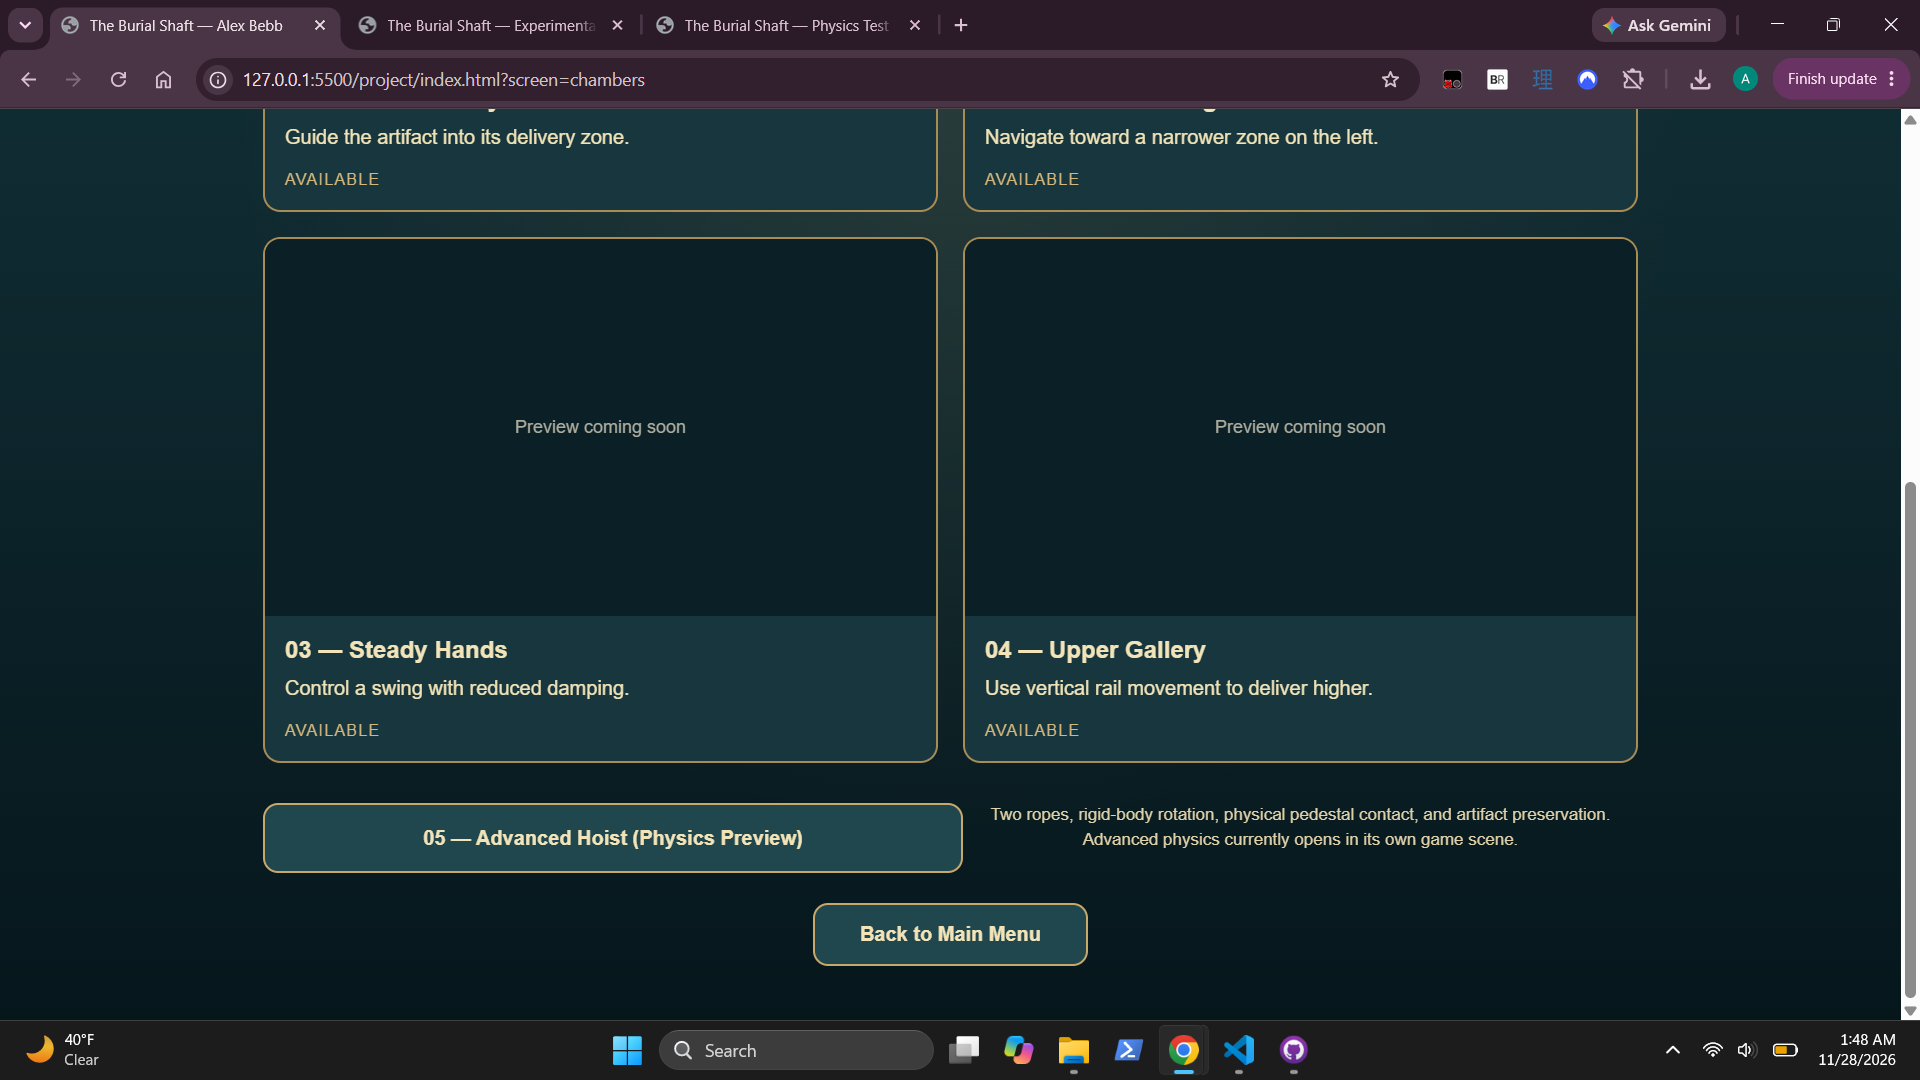 The Burial Shaft — Alex Bebb
The Burial Shaft — Experimenta
The Burial Shaft — Physics Test
Ask Gemini
127.0.0.1:5500/project/index.html?screen=chambers
BR
A
Finish update
Guide the artifact into its delivery zone.
AVAILABLE
Navigate toward a narrower zone on the left.
AVAILABLE
Preview coming soon
Preview coming soon
03 — Steady Hands
Control a swing with reduced damping.
AVAILABLE
04 — Upper Gallery
Use vertical rail movement to deliver higher.
AVAILABLE
05 — Advanced Hoist (Physics Preview)
Two ropes, rigid-body rotation, physical pedestal contact, and artifact preservation.
Advanced physics currently opens in its own game scene.
Back to Main Menu
40°F
Clear
Search
1:48 AM
11/28/2026